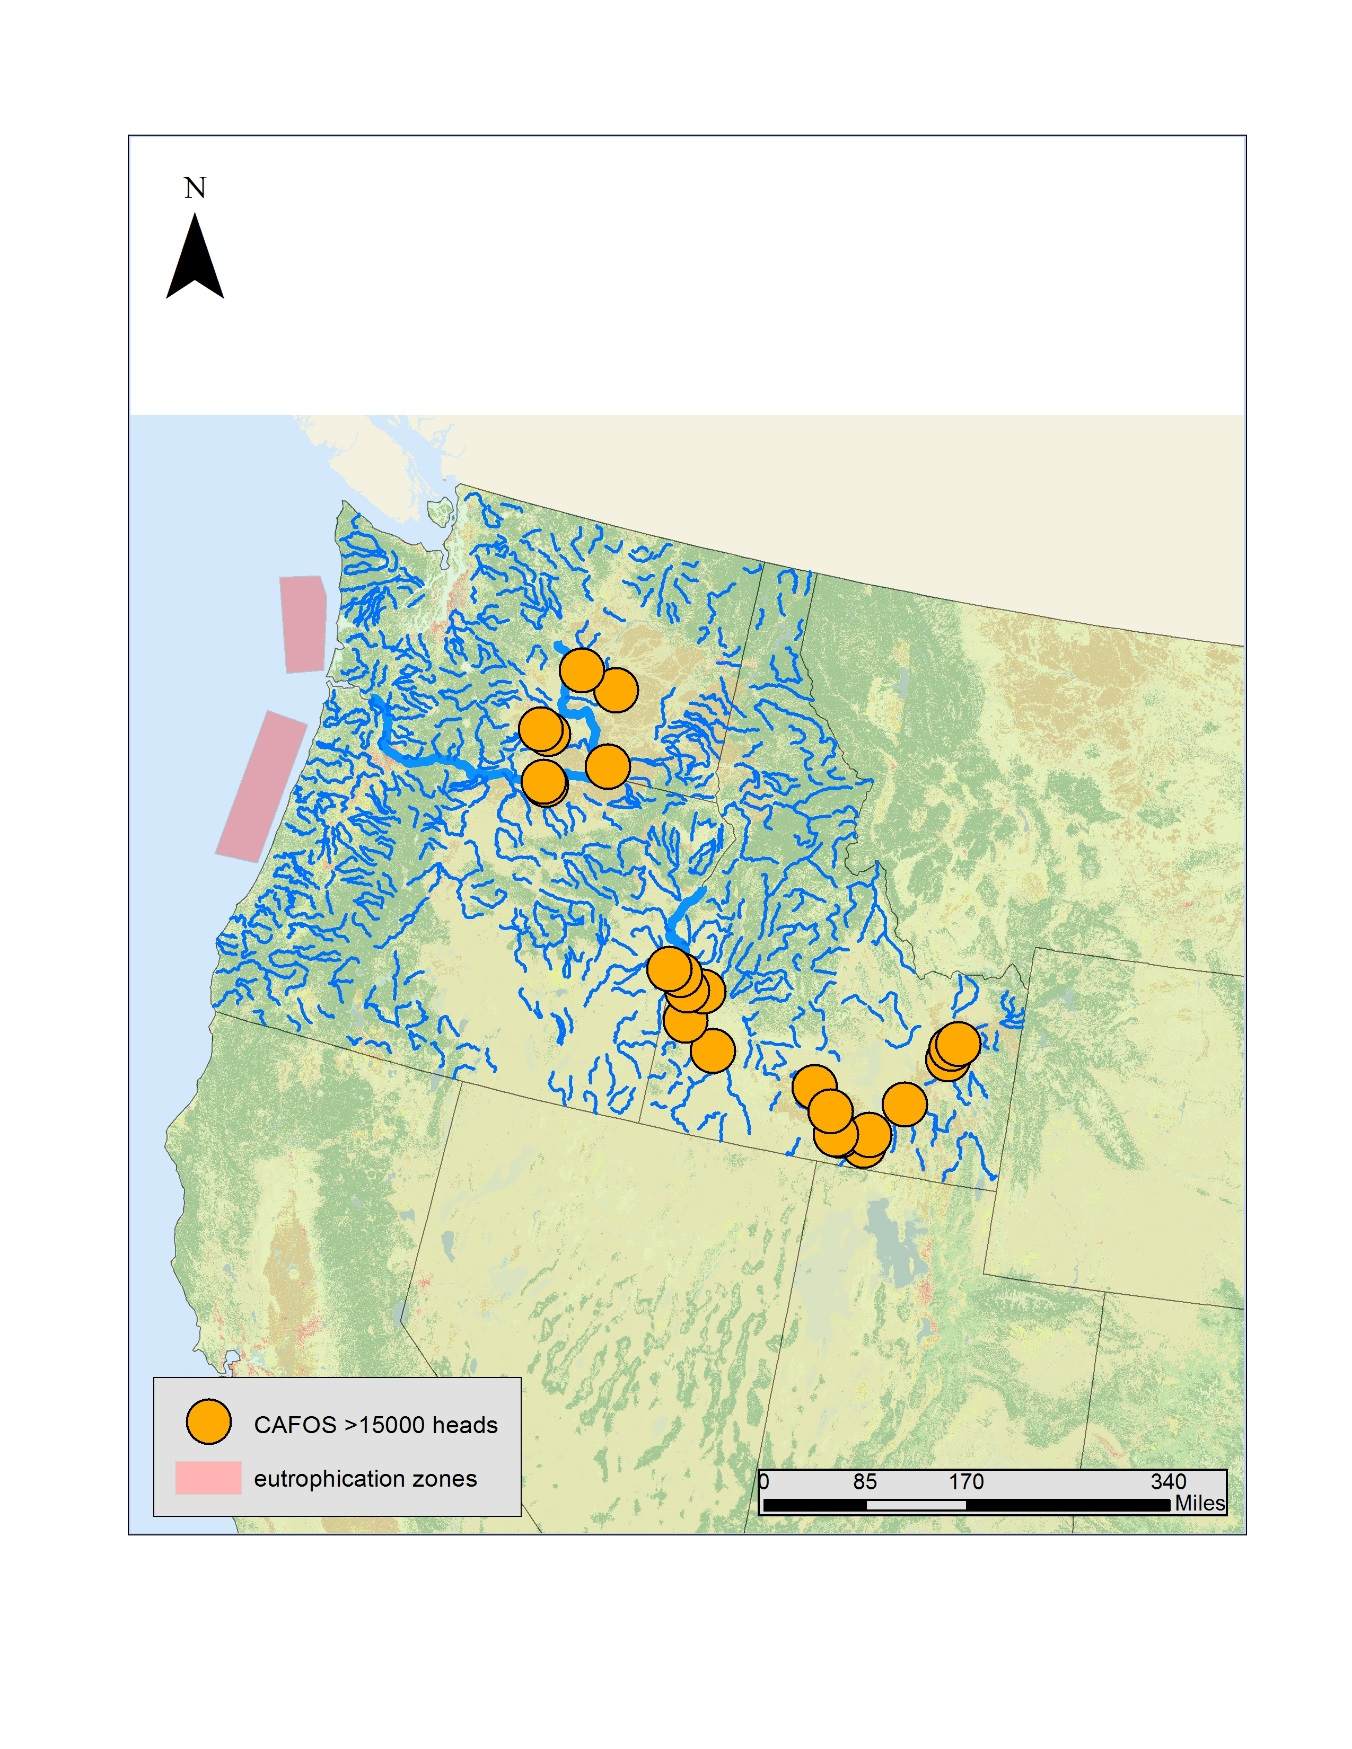 N
CAFOS >15000 heads
eutrophication zones
0 85 170 340
Miles